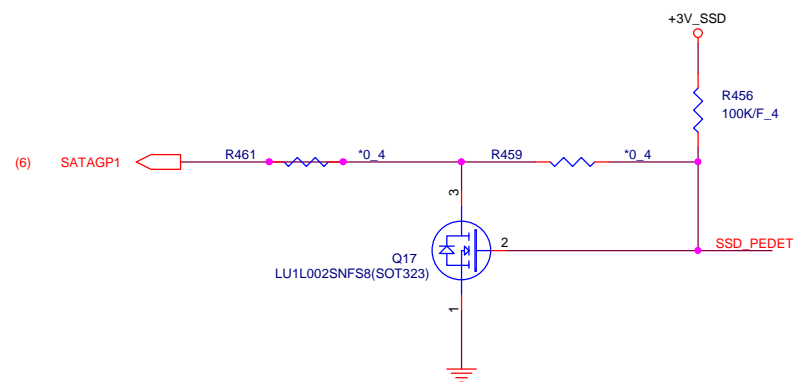 +3V_SSD
R456
100K/F_4
(6) SATAGP1 R461 *0_4 R459 *0_4
3
2 SSD_PEDET
Q17
LU1L002SNFS8(SOT323)
1